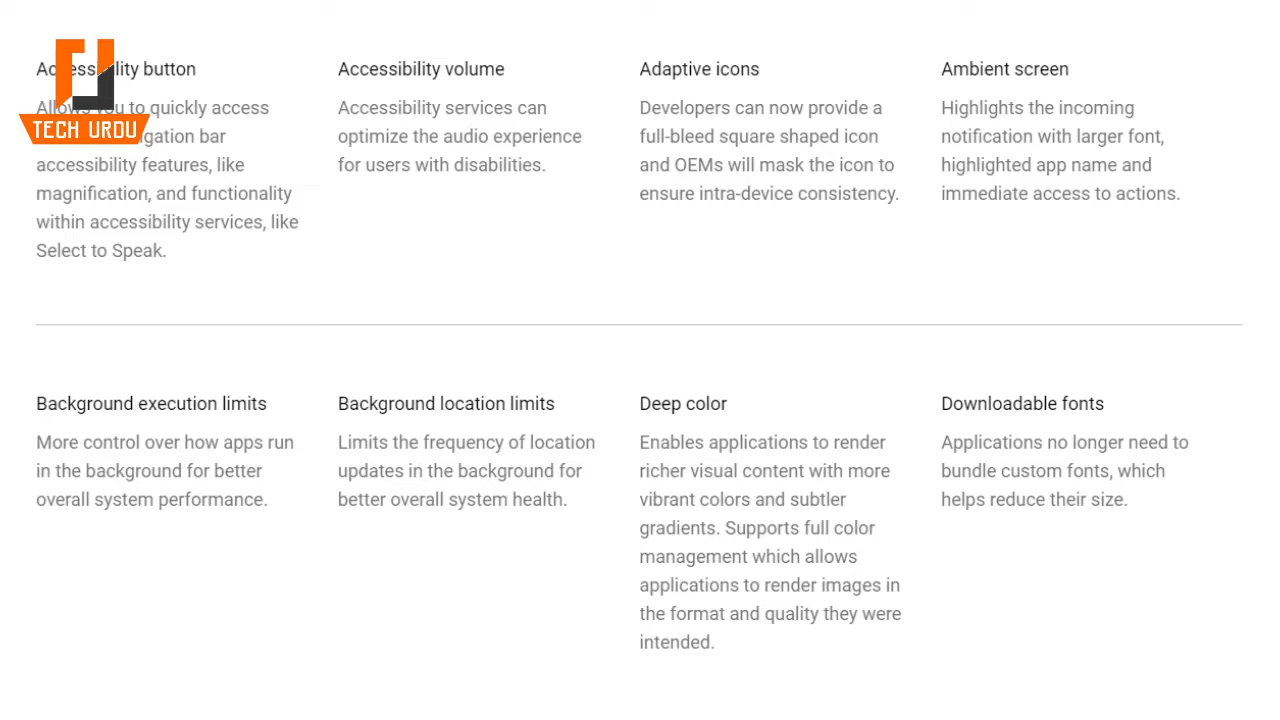 TECH URDU
Accessibility button
Allows you to quickly access
igation bar
accessibility features, like
magnification, and functionality
within accessibility services, like
Select to Speak.
Accessibility volume
Accessibility services can
optimize the audio experience
for users with disabilities.
Adaptive icons
Developers can now provide a
full-bleed square shaped icon
and OEMs will mask the icon to
ensure intra-device consistency.
Ambient screen
Highlights the incoming
notification with larger font,
highlighted app name and
immediate access to actions.
Background execution limits
More control over how apps run
in the background for better
overall system performance.
Background location limits
Limits the frequency of location
updates in the background for
better overall system health.
Deep color
Enables applications to render
richer visual content with more
vibrant colors and subtler
gradients. Supports full color
management which allows
applications to render images in
the format and quality they were
intended.
Downloadable fonts
Applications no longer need to
bundle custom fonts, which
helps reduce their size.